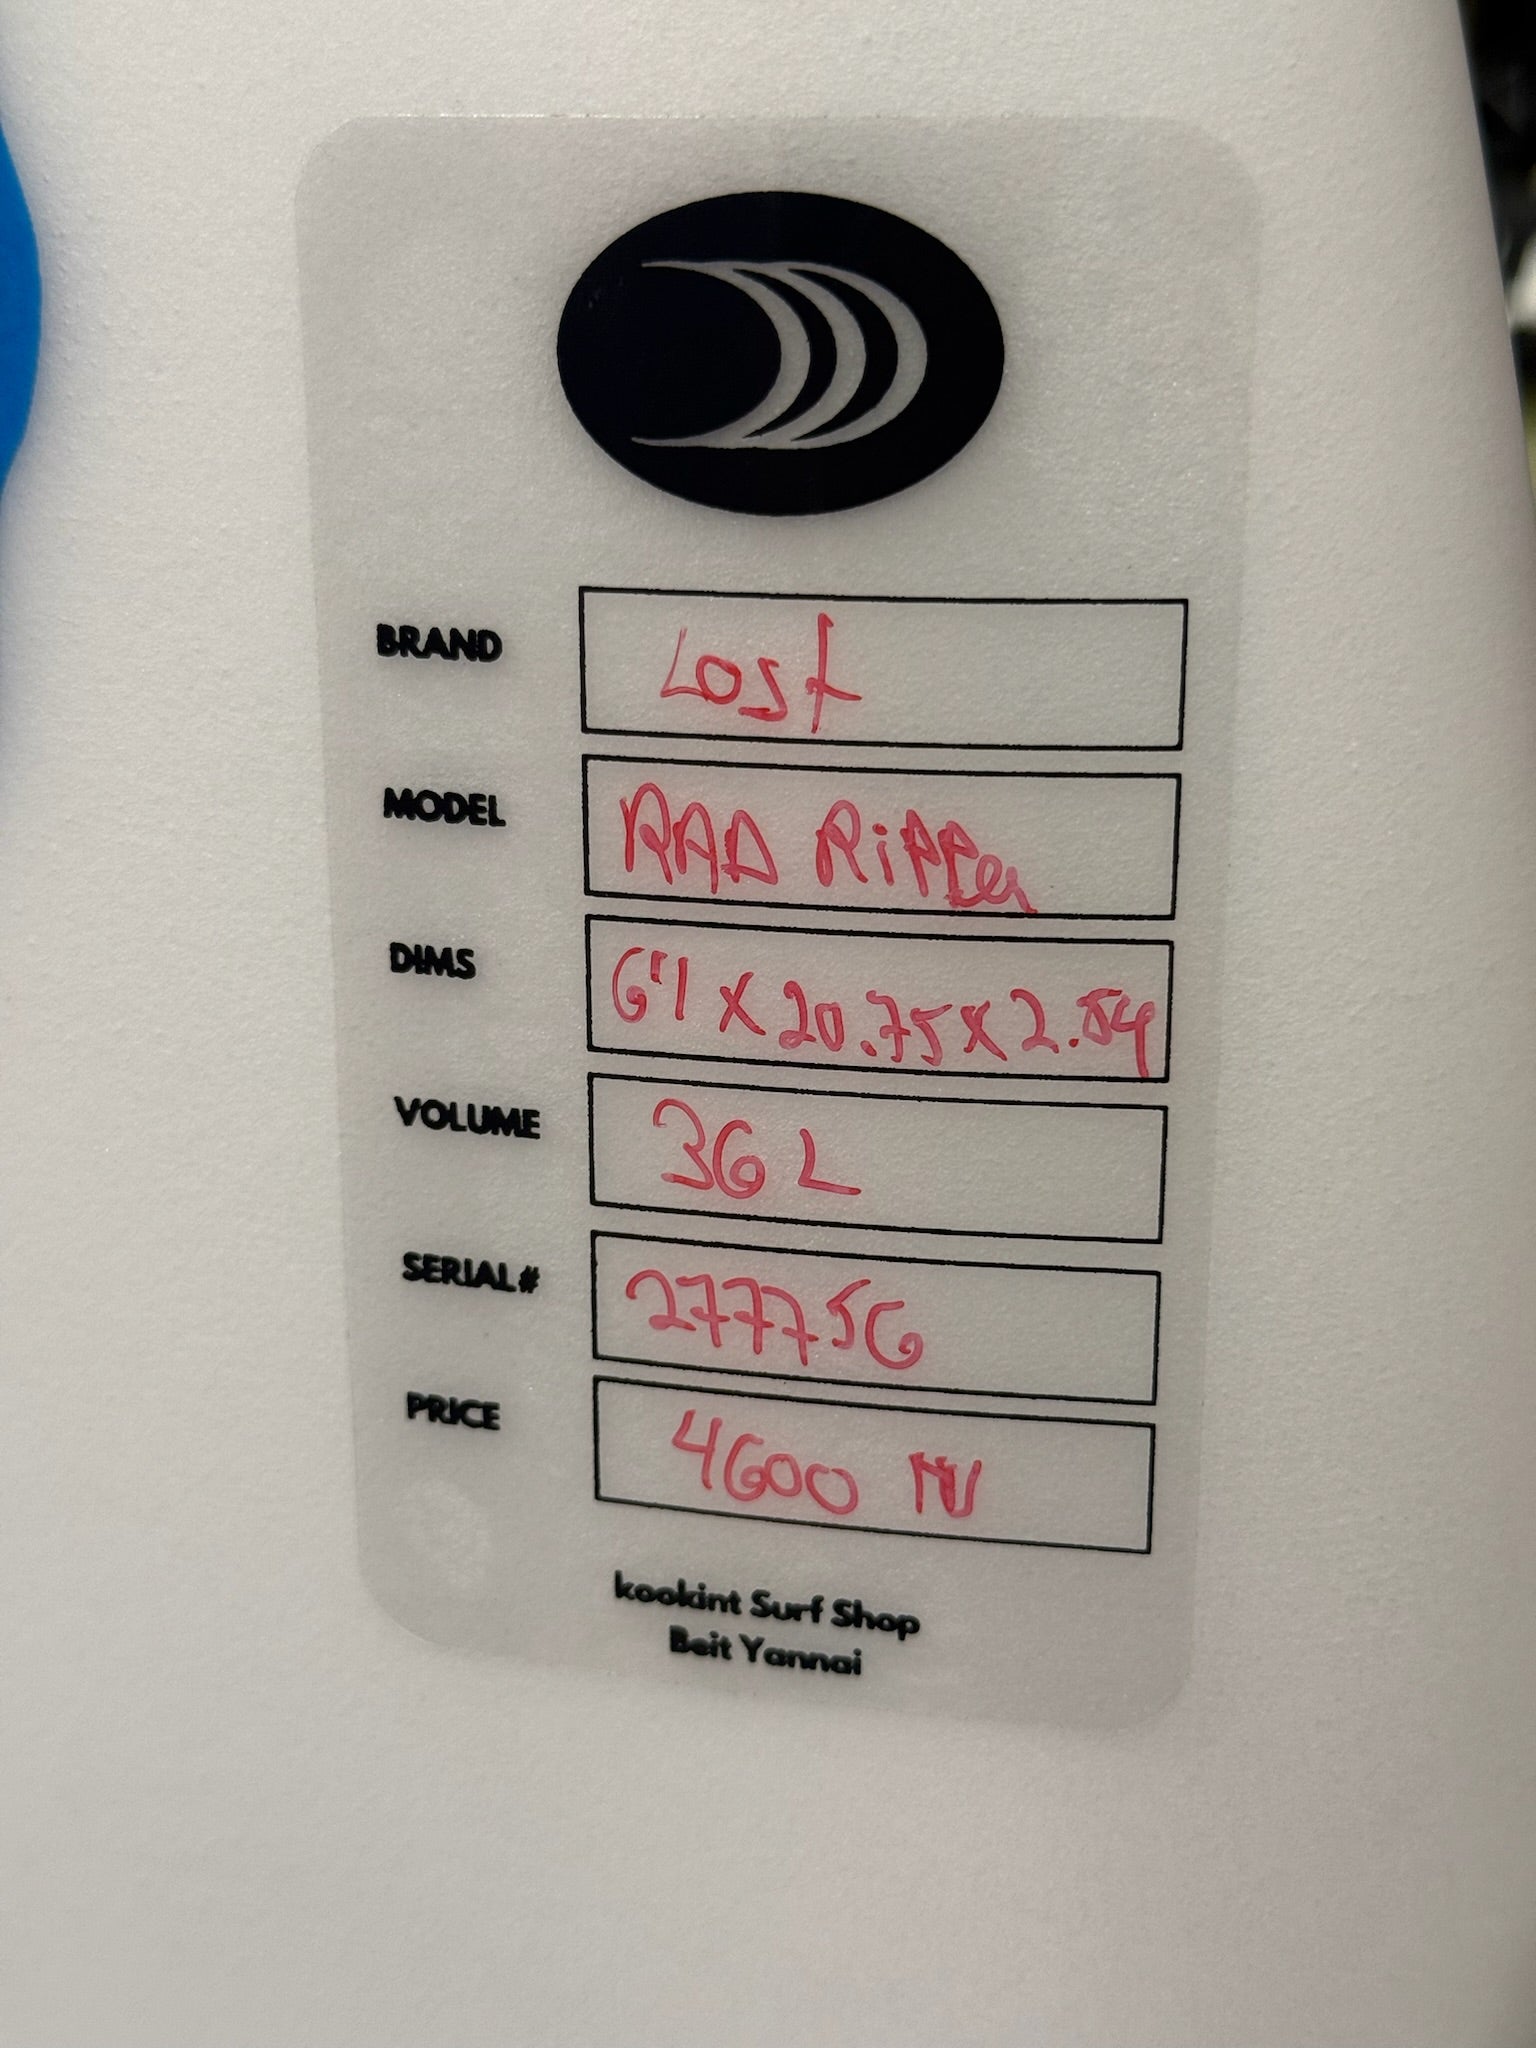 BRAND Lost
MODEL RAD Ripper
DIMS 6'1 x 20.75 x 2.54
VOLUME 36 L
SERIAL# 277756
PRICE 4600 ₪
kookint Surf Shop
Beit Yannai